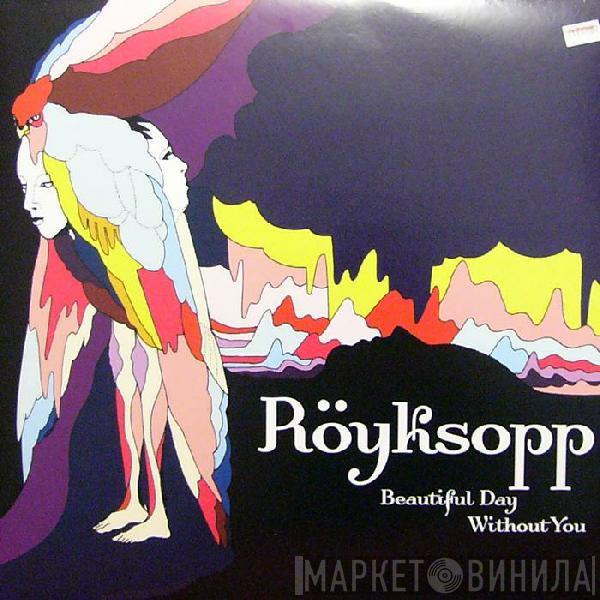 Röyksopp
Beautiful Day
Without You
МАРКЕТ ВИНИЛА